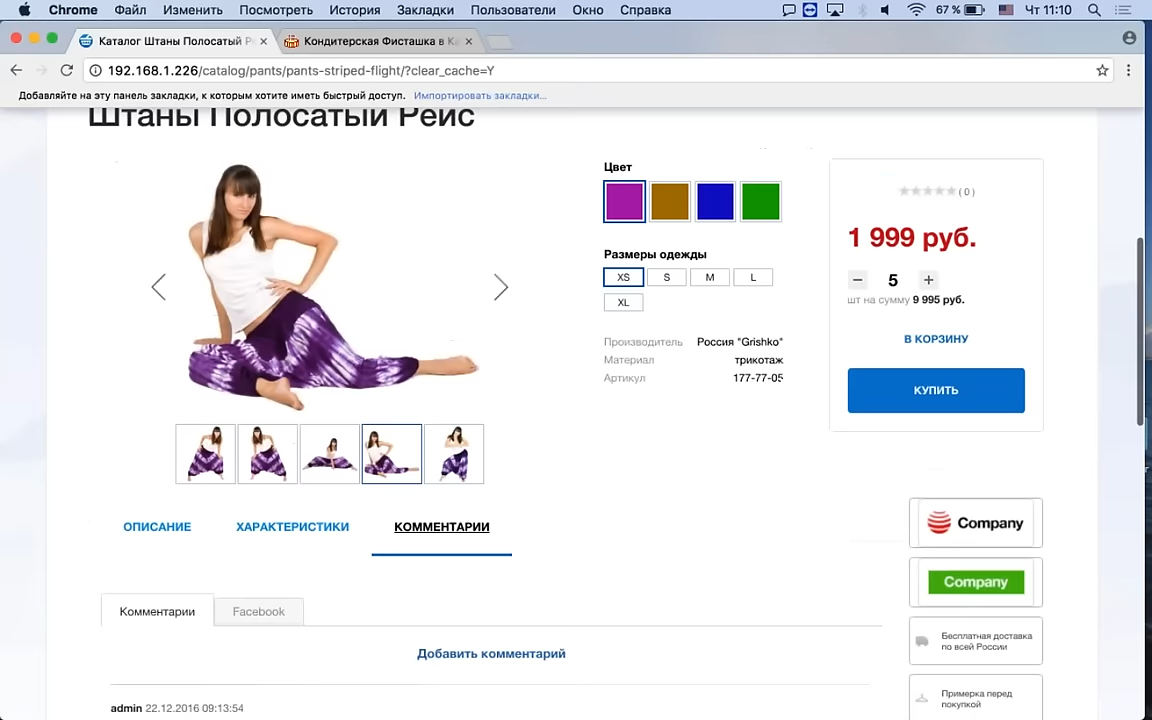 Chrome Файл Изменить Посмотреть История Закладки Пользователи Окно Справка 67 % Чт 11:10
Каталог Штаны Полосатый Р Кондитерская Фисташка в К
192.168.1.226/catalog/pants/pants-striped-flight/?clear_cache=Y
Добавляйте на эту панель закладки, к которым хотите иметь быстрый доступ. Импортировать закладки...
Штаны Полосатый Рейс
Цвет
( 0 )
1 999 руб.
Размеры одежды
XS S M L
XL
− 5 +
шт на сумму 9 995 руб.
Производитель Россия "Grishko"
Материал трикотаж
Артикул 177-77-05
В КОРЗИНУ
КУПИТЬ
ОПИСАНИЕ ХАРАКТЕРИСТИКИ КОММЕНТАРИИ
Company
Company
Бесплатная доставка
по всей России
Примерка перед
покупкой
Комментарии Facebook
Добавить комментарий
admin 22.12.2016 09:13:54